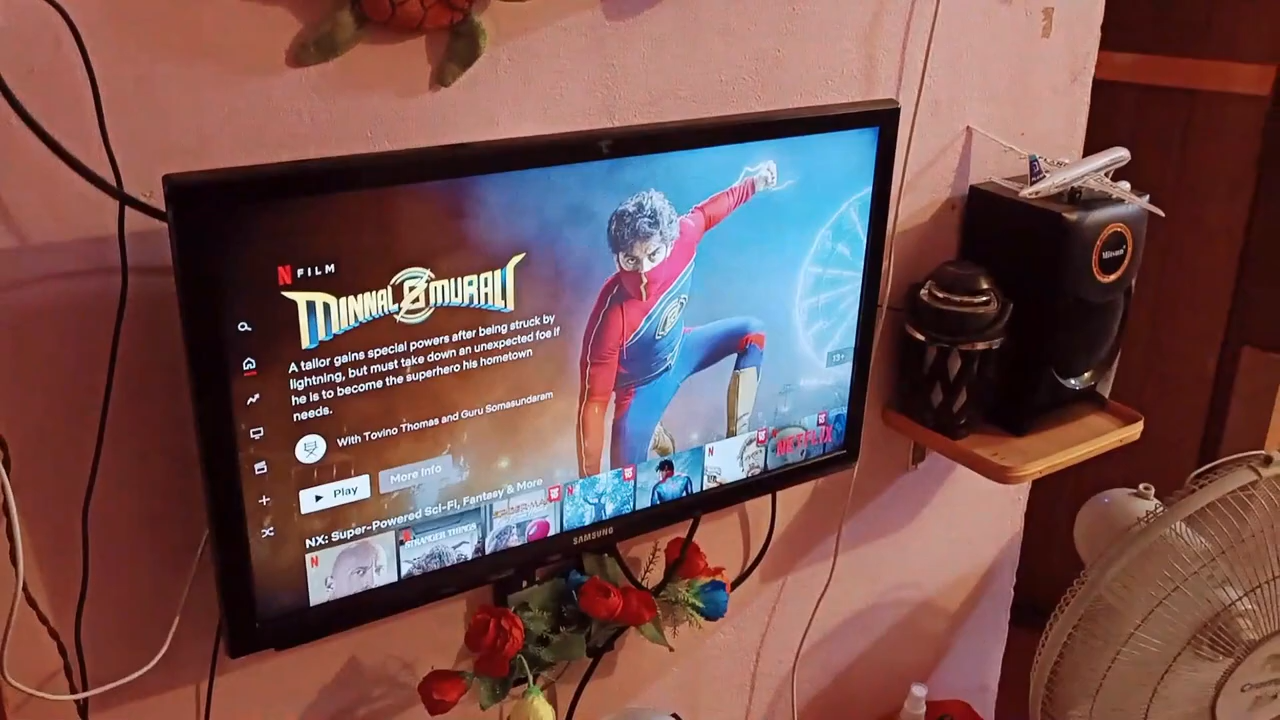 N FILM
MINNAL MURALI
A tailor gains special powers after being struck by
lightning, but must take down an unexpected foe if
he is to become the superhero his hometown
needs.
With Tovino Thomas and Guru Somasundaram
Play
More Info
13+
NX: Super-Powered Sci-Fi, Fantasy & More
N
STRANGER THINGS
SPIDER-MAN
N
N
NETFLIX
SAMSUNG